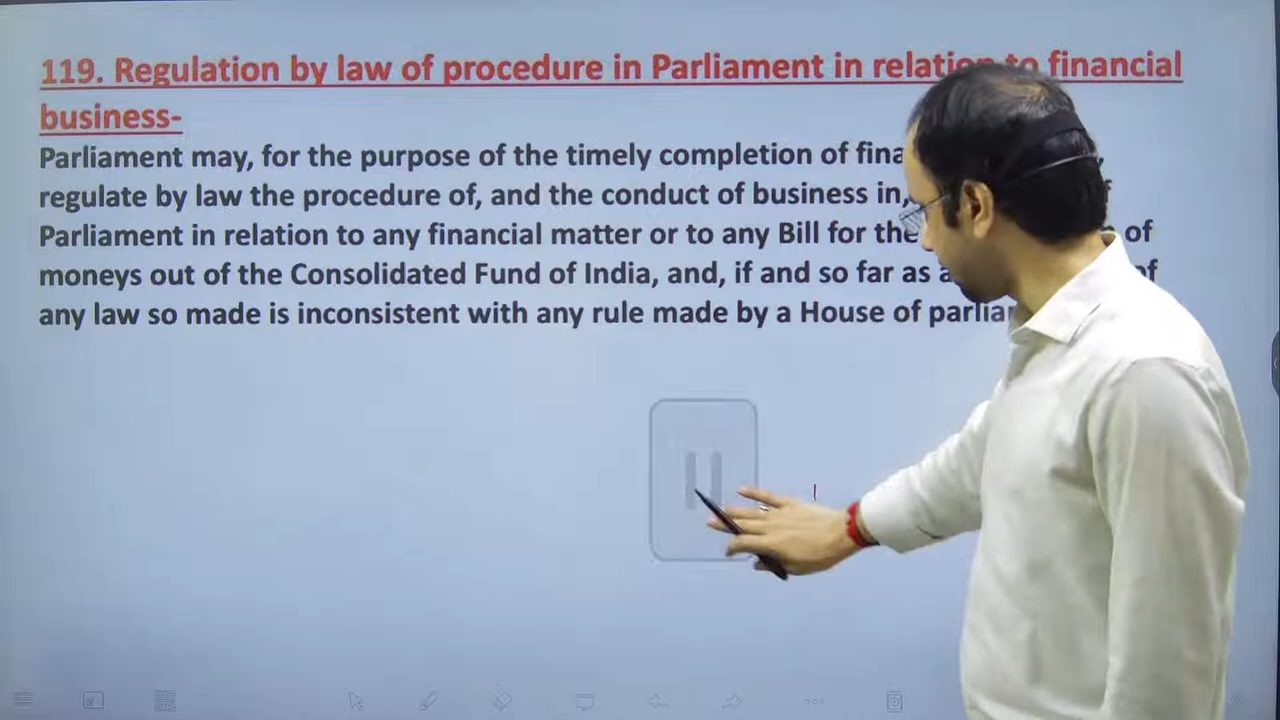 119. Regulation by law of procedure in Parliament in relation to financial
business-
Parliament may, for the purpose of the timely completion of
regulate by law the procedure of, and the conduct of business in,
Parliament in relation to any financial matter or to any Bill for the of
moneys out of the Consolidated Fund of India, and, if and so far as
any law so made is inconsistent with any rule made by a House of